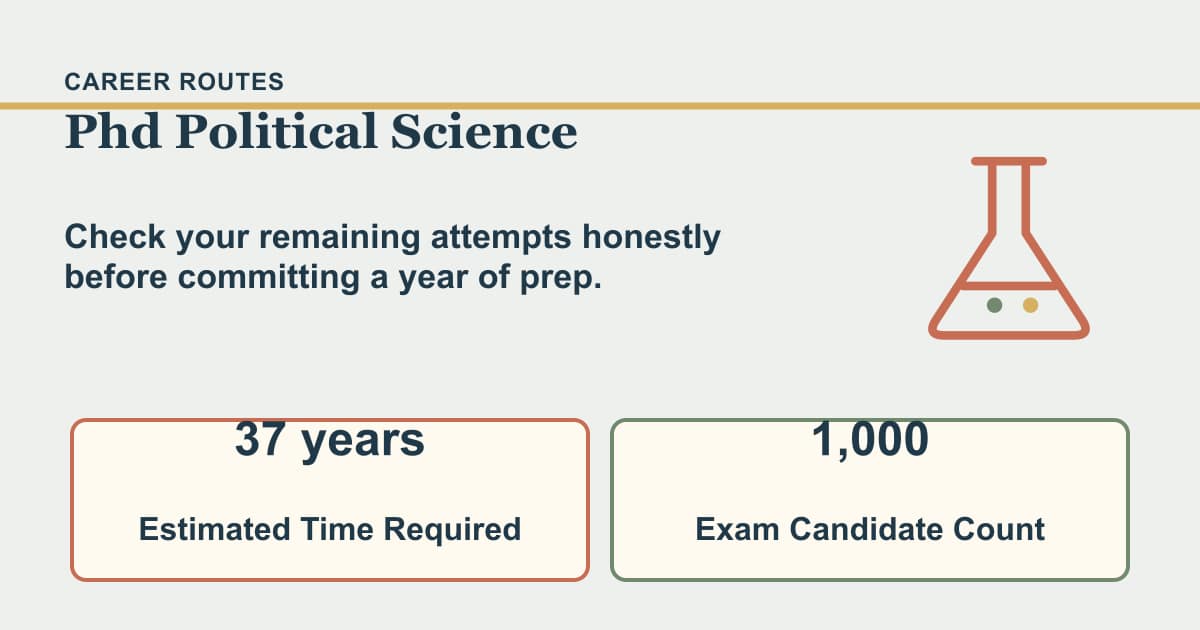 CAREER ROUTES
Phd Political Science
Check your remaining attempts honestly
before committing a year of prep.
37 years
Estimated Time Required
1,000
Exam Candidate Count